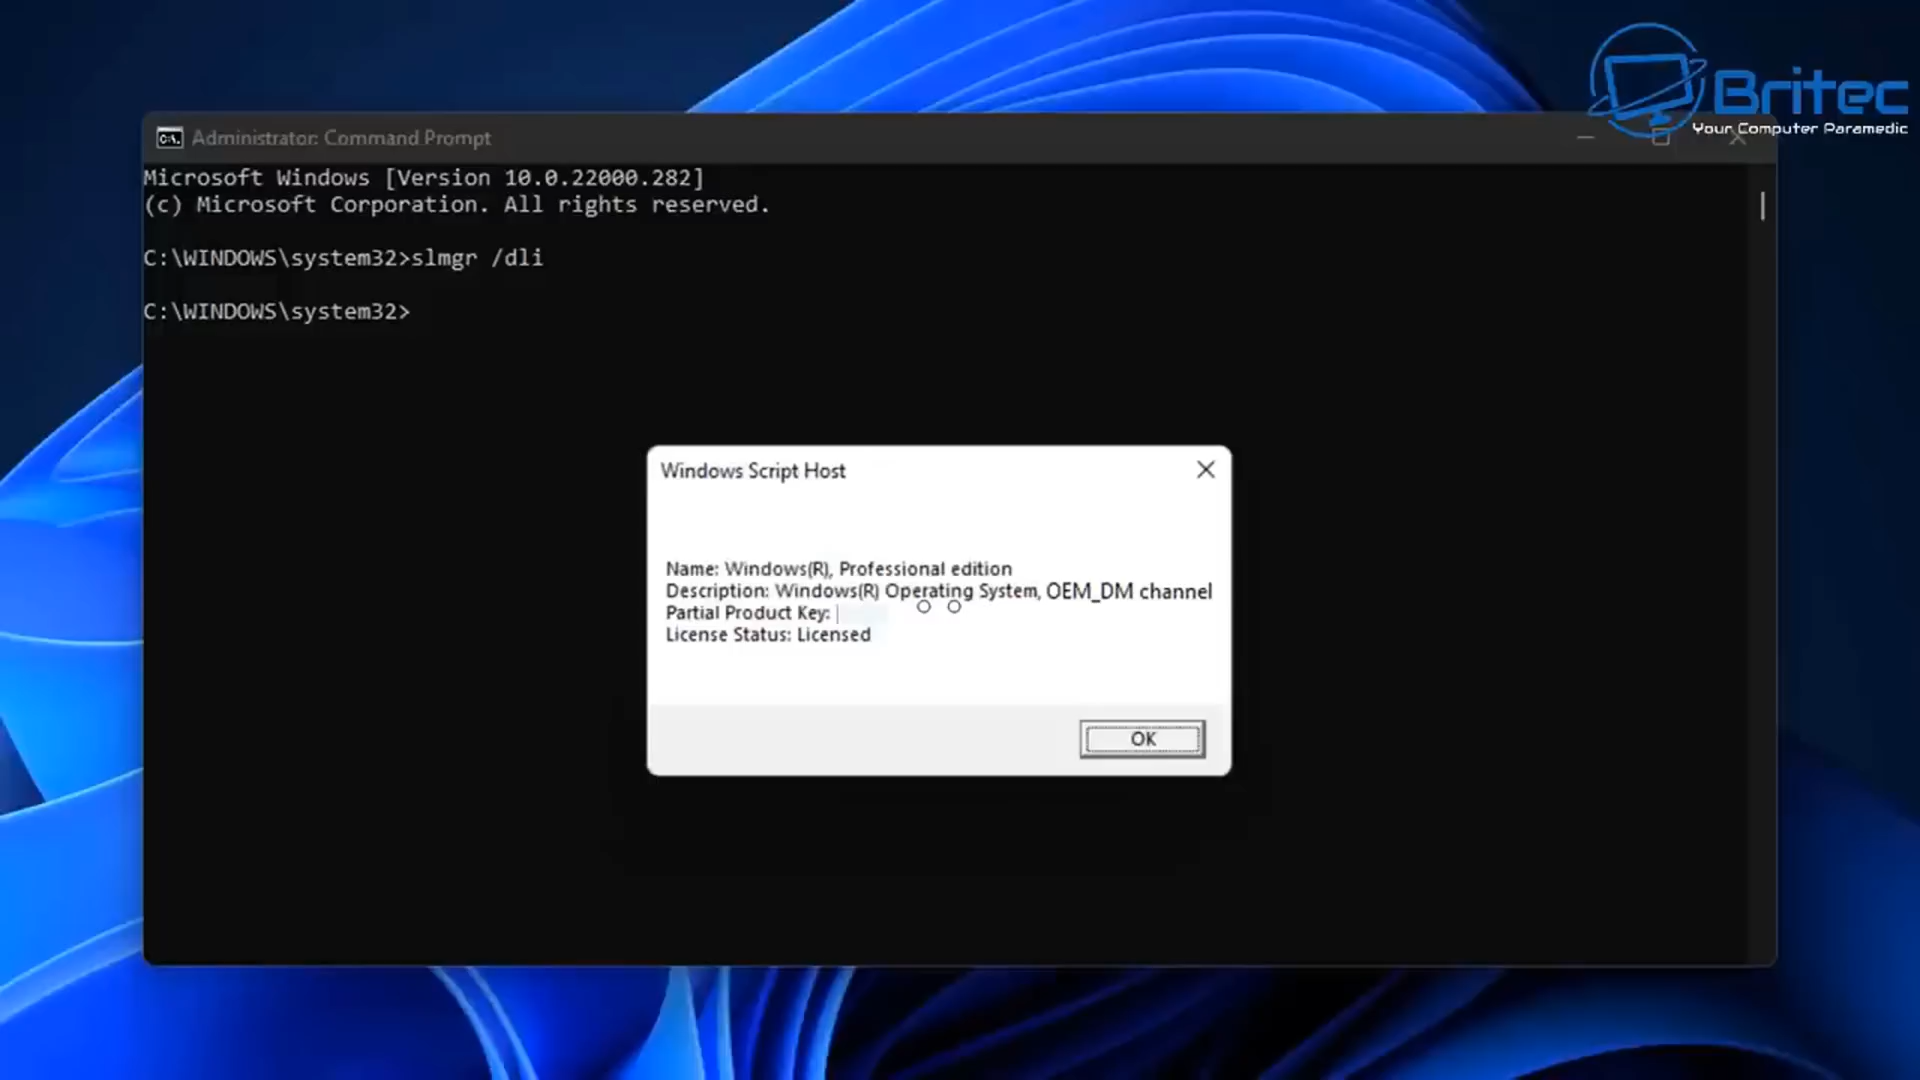 Britec
Your Computer Paramedic
Administrator: Command Prompt
Microsoft Windows [Version 10.0.22000.282]
(c) Microsoft Corporation. All rights reserved.
C:\WINDOWS\system32>slmgr /dli
C:\WINDOWS\system32>
Windows Script Host
Name: Windows(R), Professional edition
Description: Windows(R) Operating System, OEM_DM channel
Partial Product Key:
License Status: Licensed
OK